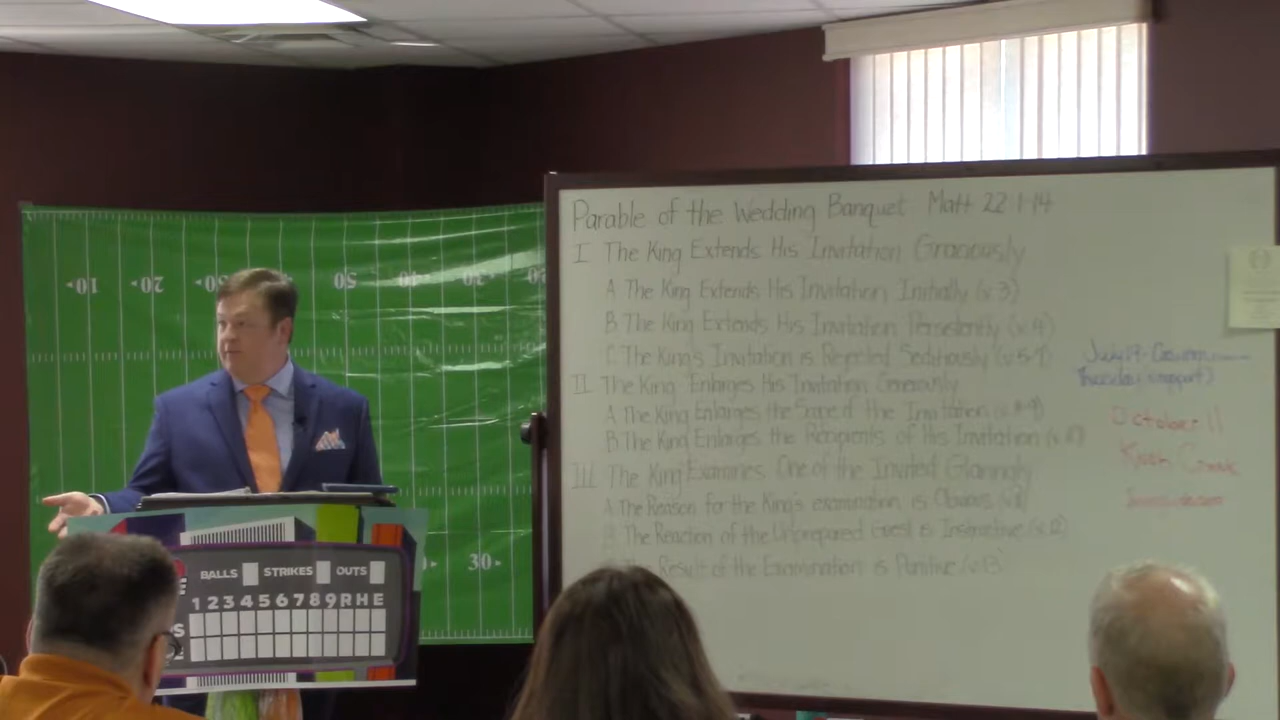 Parable of the Wedding Banquet Matt 22 1-14
I The King Extends His Invitation Graciously
A The King Extends His Invitation Initially (v.3)
B The King Extends His Invitation Persistently (v.4)
C The King's Invitation is Rejected Seditiously (v.5-7)
II The King Enlarges His Invitation Generously
A The King Enlarges the Scope of the Invitation
B The King Enlarges the Recipients of His Invitation
III The King Examines One of the Invited Glaringly
A The Reason for the King's examination is Obvious
B The Reaction of the Unprepared Guest is Instructive (v.12)
Result of the Examination is Punitive (v.13)
July
October 11
10 20 50 40 30
30
BALLS STRIKES OUTS
1 2 3 4 5 6 7 8 9 R H E